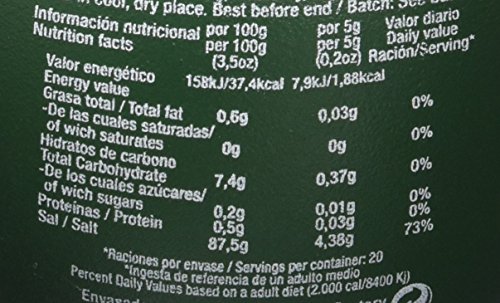 cool, dry place. Best before end / Batch: See
Información nutricional por 100g por 5g Valor diario
Nutrition facts per 100g per 5g Daily value
(3,5oz) (0,2oz) Ración/Serving*
Valor energético 158kJ/37,4kcal 7,9kJ/1,88kcal
Energy value
Grasa total / Total fat 0,6g 0,03g 0%
-De las cuales saturadas/
of wich saturates 0g 0g 0%
Hidratos de carbono
Total Carbohydrate 7,4g 0,37g 0%
-De los cuales azúcares/
of wich sugars 0,2g 0,01g 0%
Proteinas / Protein 0,5g 0,03g 0%
Sal / Salt 87,5g 4,38g 73%
*Raciones por envase / Servings per container: 20
*Ingesta de referencia de un adulto medio
Percent Daily Values based on a adult diet (2.000 cal/8400 Kj)